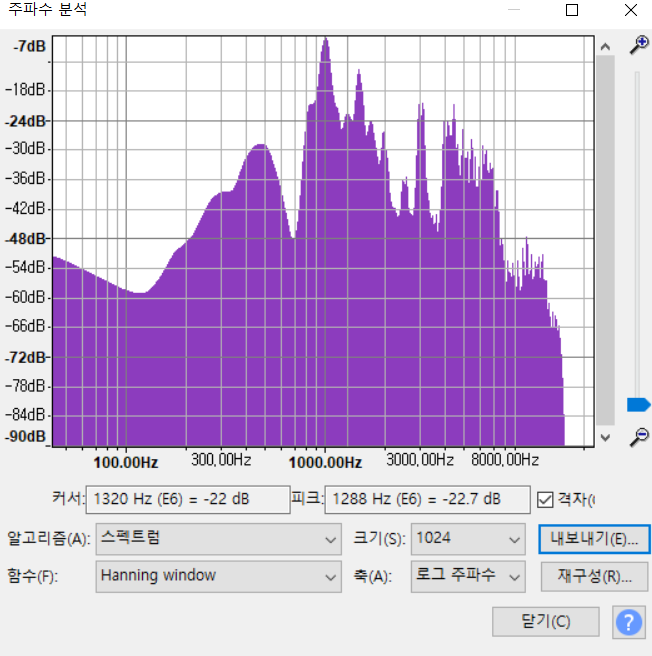 주파수 분석
-7dB
-18dB
-24dB
-30dB
-36dB
-42dB
-48dB
-54dB
-60dB
-66dB
-72dB
-78dB
-84dB
-90dB
100.00Hz 300,00Hz 1000.00Hz 3000,00Hz 8000,00Hz
커서: 1320 Hz (E6) = -22 dB 피크: 1288 Hz (E6) = -22.7 dB 격자(
알고리즘(A): 스펙트럼 크기(S): 1024 내보내기(E)...
함수(F): Hanning window 축(A): 로그 주파수 재구성(R)...
닫기(C) ?